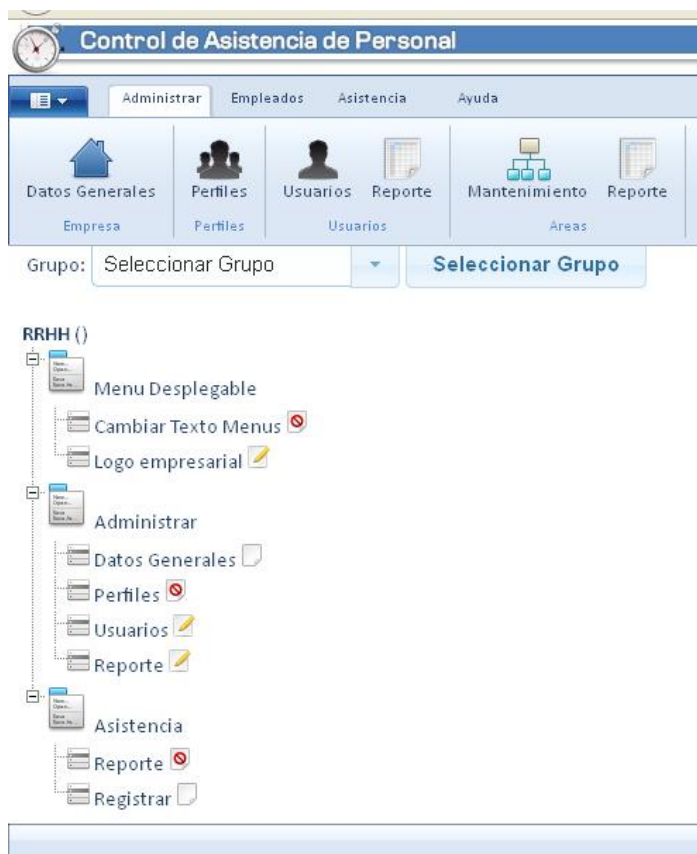 Control de Asistencia de Personal
Administrar Empleados Asistencia Ayuda
Datos Generales Perfiles Usuarios Reporte Mantenimiento Reporte
Empresa Perfiles Usuarios Areas
Grupo: Seleccionar Grupo Seleccionar Grupo
RRHH ()
Menu Desplegable
Cambiar Texto Menus
Logo empresarial
Administrar
Datos Generales
Perfiles
Usuarios
Reporte
Asistencia
Reporte
Registrar